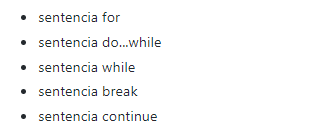 • sentencia for
• sentencia do...while
• sentencia while
• sentencia break
• sentencia continue